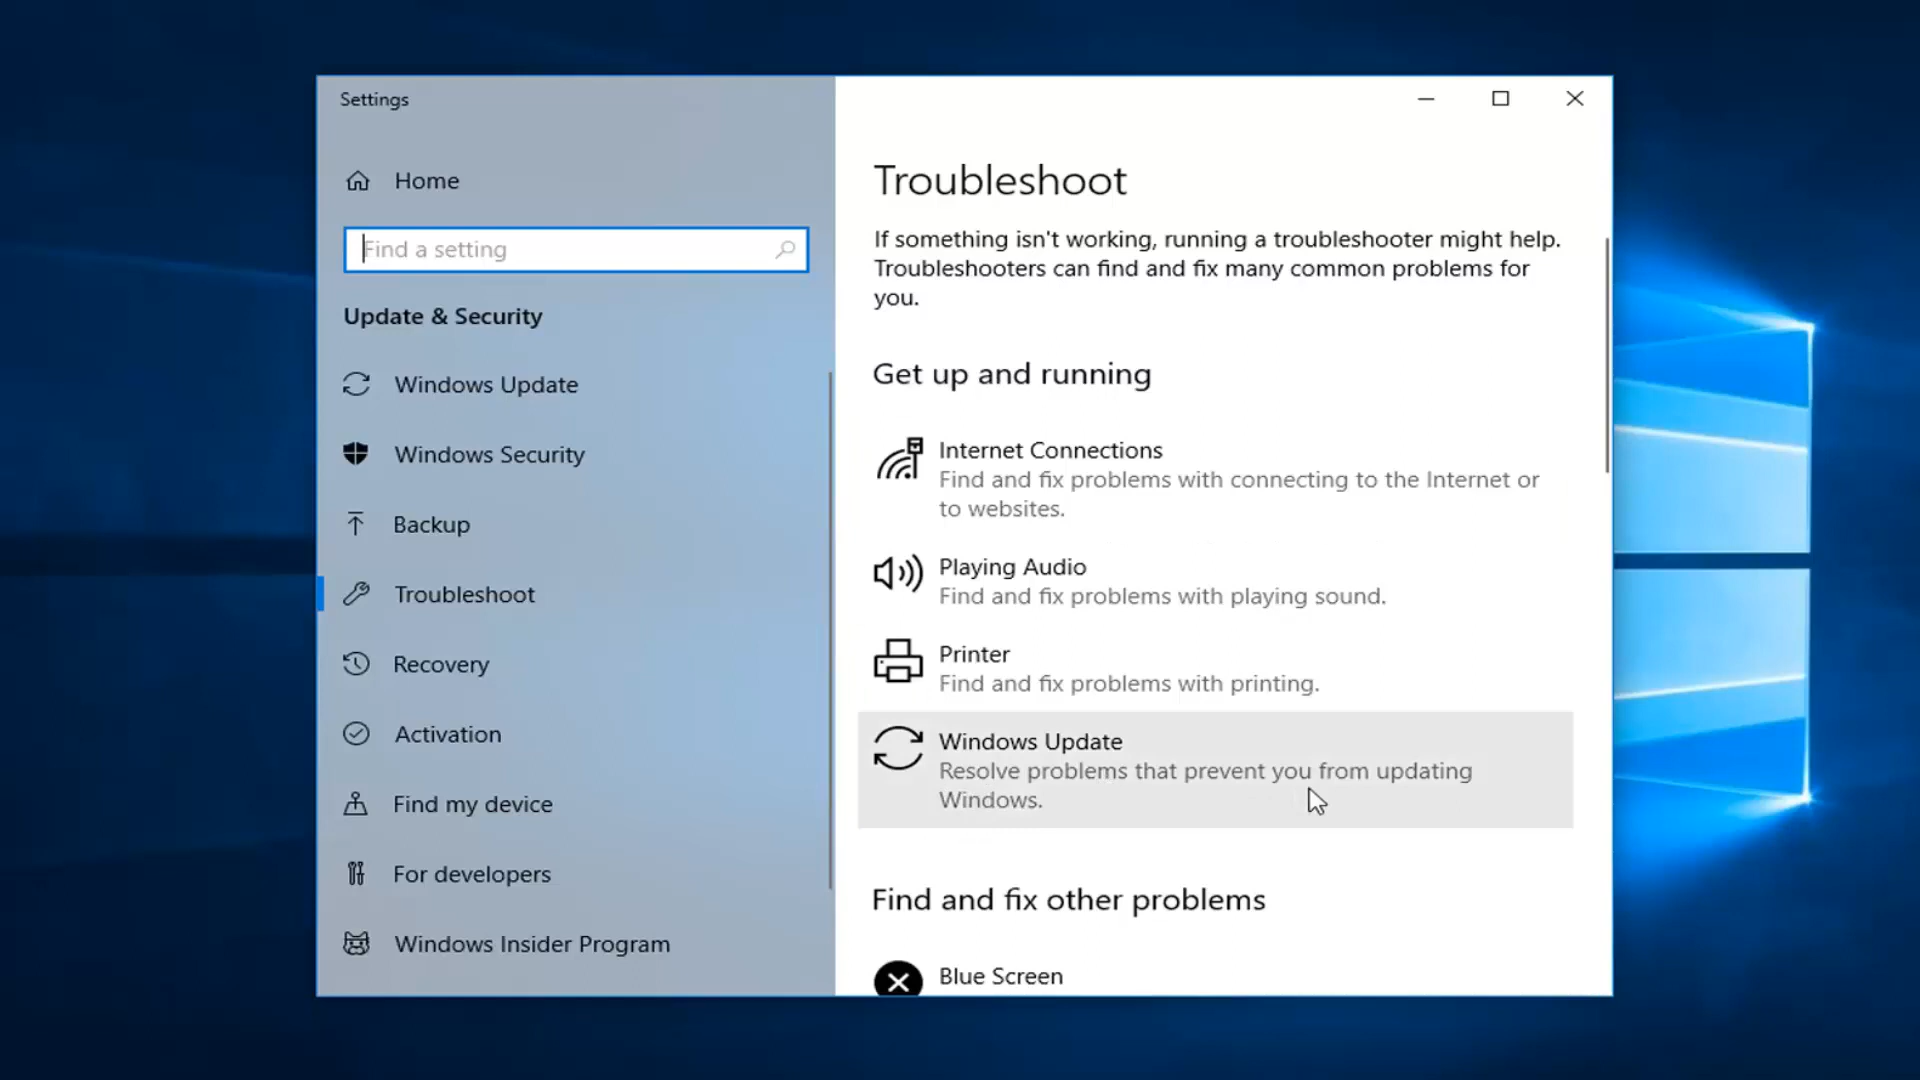 Settings
Home
Find a setting
Update & Security
Windows Update
Windows Security
Backup
Troubleshoot
Recovery
Activation
Find my device
For developers
Windows Insider Program
Troubleshoot
If something isn't working, running a troubleshooter might help.
Troubleshooters can find and fix many common problems for
you.
Get up and running
Internet Connections
Find and fix problems with connecting to the Internet or
to websites.
Playing Audio
Find and fix problems with playing sound.
Printer
Find and fix problems with printing.
Windows Update
Resolve problems that prevent you from updating
Windows.
Find and fix other problems
Blue Screen